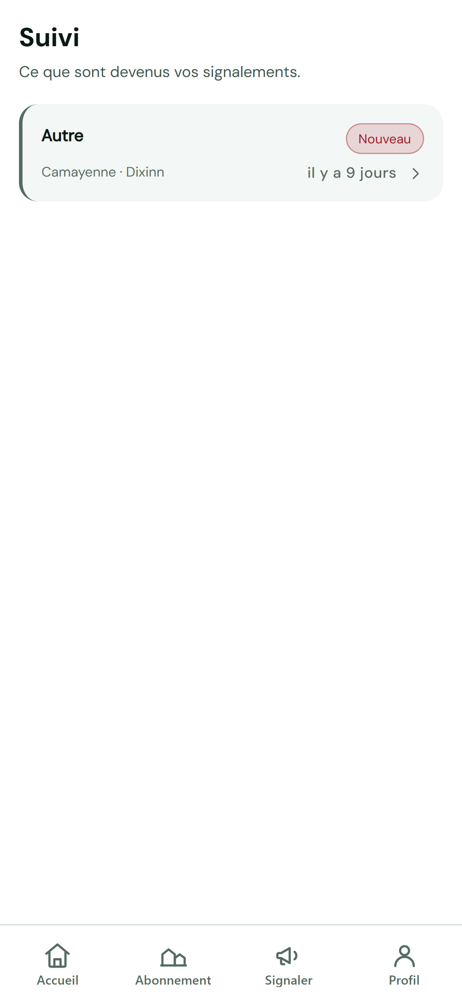 Suivi
Ce que sont devenus vos signalements.
Autre
Nouveau
Camayenne · Dixinn
il y a 9 jours
Accueil
Abonnement
Signaler
Profil